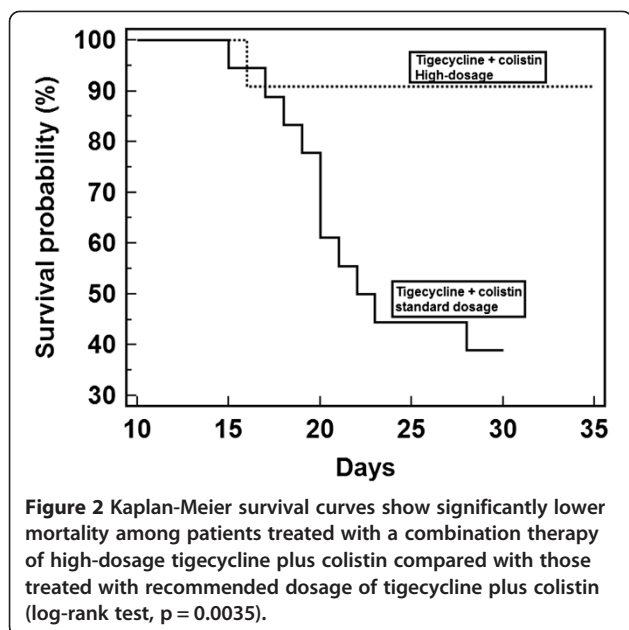 100
90
80
70
60
50
40
30
Survival probability (%)
Tigecycline + colistin
High-dosage
Tigecycline + colistin
standard dosage
10 15 20 25 30 35
Days
Figure 2 Kaplan-Meier survival curves show significantly lower
mortality among patients treated with a combination therapy
of high-dosage tigecycline plus colistin compared with those
treated with recommended dosage of tigecycline plus colistin
(log-rank test, p = 0.0035).